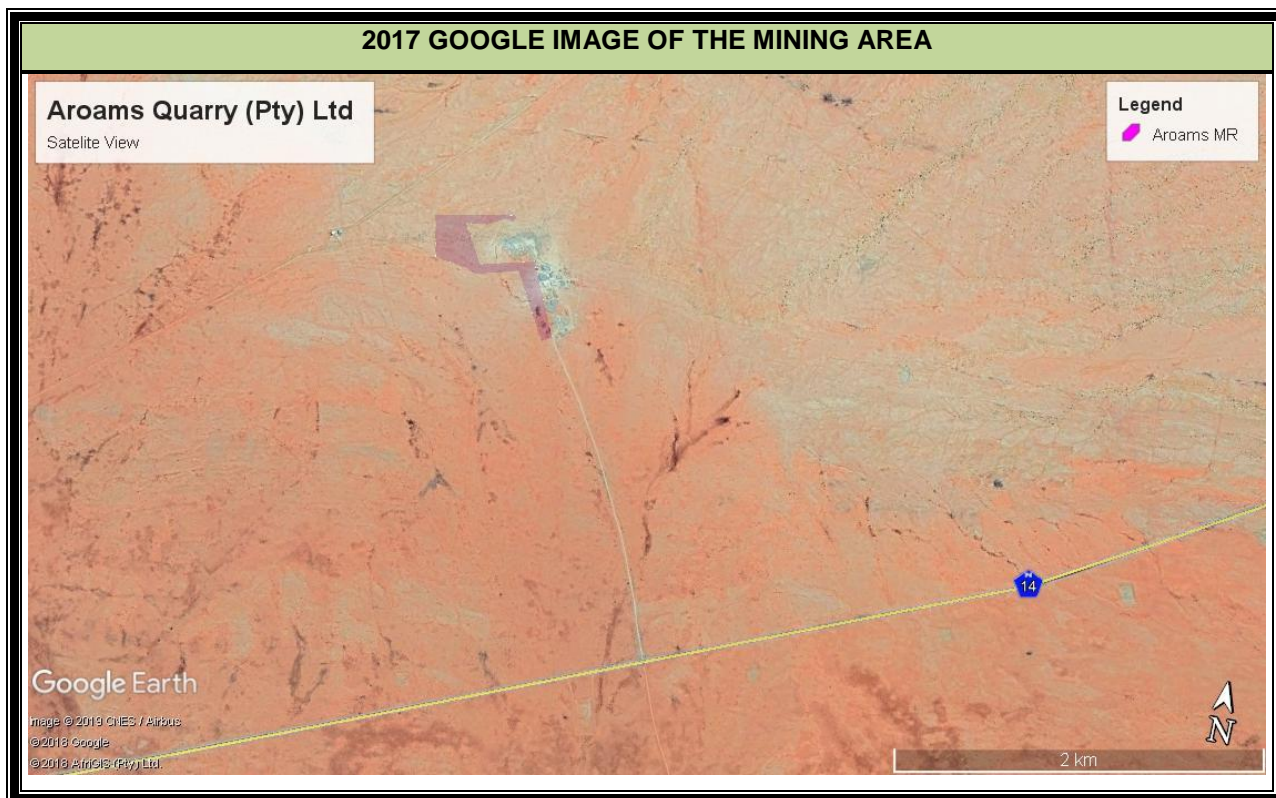 2017 GOOGLE IMAGE OF THE MINING AREA
Aroams Quarry (Pty) Ltd
Satelite View
Legend
Aroams MR
N
14
Google Earth
Image © 2019 CNES / Airbus
©2018 Google
©2018 AfriGIS (Pty) Ltd.
N
2 km